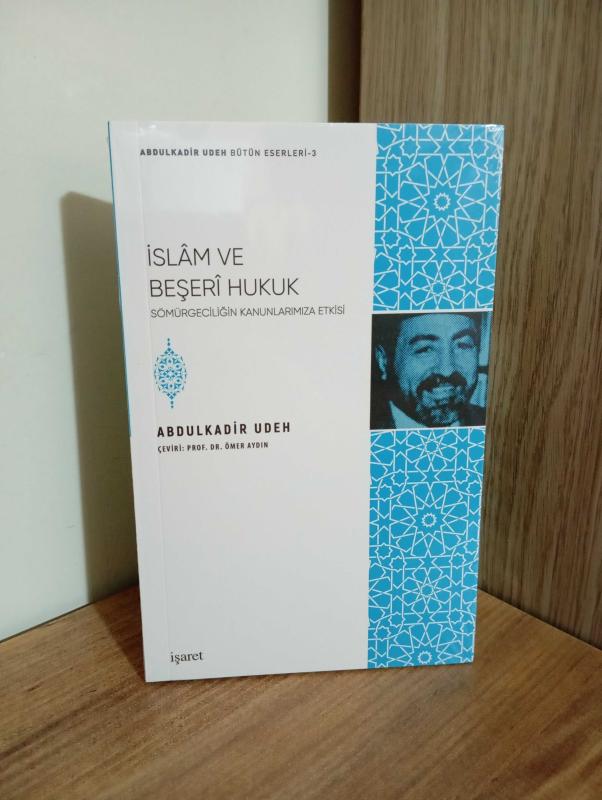 ABDULKADİR UDEH BÜTÜN ESERLERİ-3
İSLÂM VE
BEŞERÎ HUKUK
SÖMÜRGECİLİĞİN KANUNLARIMIZA ETKİSİ
ABDULKADİR UDEH
ÇEVİRİ: PROF. DR. ÖMER AYDIN
işaret